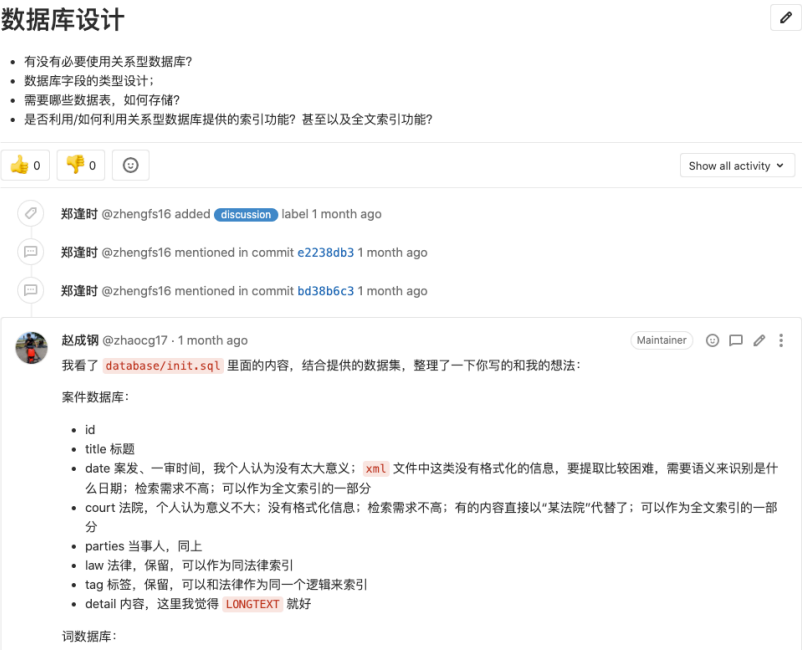 数据库设计
有没有必要使用关系型数据库?
数据库字段的类型设计；
需要哪些数据表，如何存储?
是否利用/如何利用关系型数据库提供的索引功能？甚至以及全文索引功能?
0
0
Show all activity
郑逢时 @zhengfs16 added discussion label 1 month ago
郑逢时 @zhengfs16 mentioned in commit e2238db3 1 month ago
郑逢时 @zhengfs16 mentioned in commit bd38b6c3 1 month ago
赵成钢 @zhaocg17 · 1 month ago
Maintainer
我看了 database/init.sql 里面的内容，结合提供的数据集，整理了一下你写的和我的想法：
案件数据库：
id
title 标题
date 案发、一审时间，我个人认为没有太大意义； xml 文件中这类没有格式化的信息，要提取比较困难，需要语义来识别是什
么日期；检索需求不高；可以作为全文索引的一部分
court 法院，个人认为意义不大；没有格式化信息；检索需求不高；有的内容直接以“某法院”代替了；可以作为全文索引的一部
分
parties 当事人，同上
law 法律，保留，可以作为同法律索引
tag 标签，保留，可以和法律作为同一个逻辑来索引
detail 内容，这里我觉得 LONGTEXT 就好
词数据库：